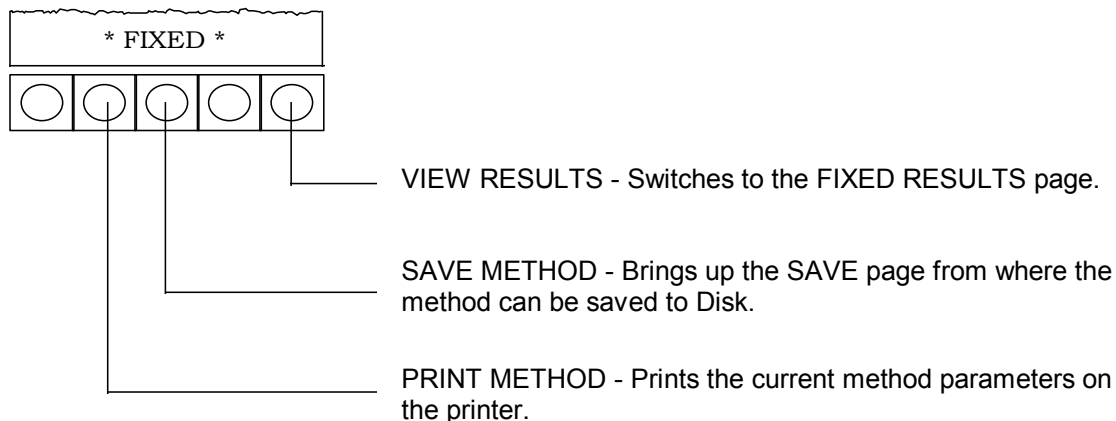 * FIXED *
VIEW RESULTS - Switches to the FIXED RESULTS page.
SAVE METHOD - Brings up the SAVE page from where the
method can be saved to Disk.
PRINT METHOD - Prints the current method parameters on
the printer.